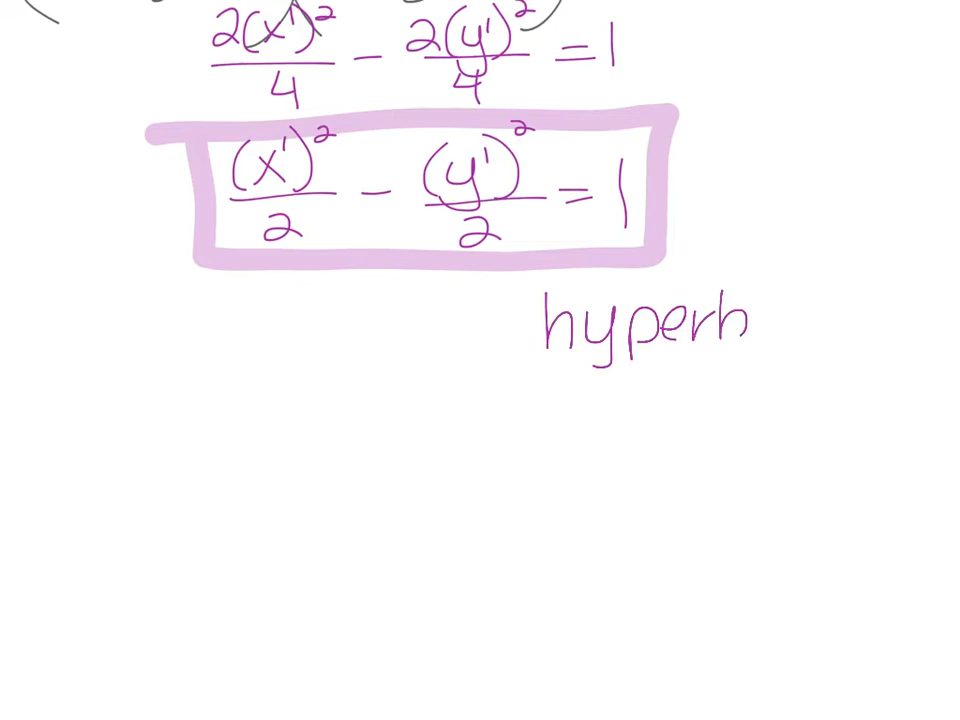 2(x')²/4 - 2(y')²/4 = 1
(x')²/2 - (y')²/2 = 1
hyperb